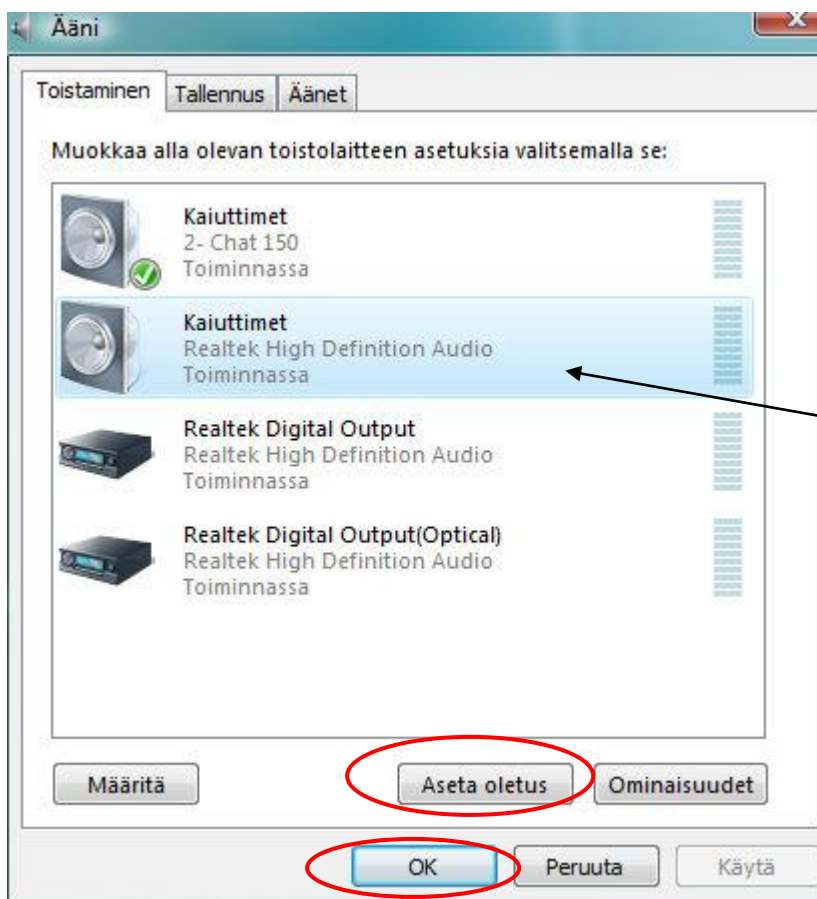 Ääni
Toistaminen Tallennus Äänet
Muokkaa alla olevan toistolaitteen asetuksia valitsemalla se:
Kaiuttimet
2- Chat 150
Toiminnassa
Kaiuttimet
Realtek High Definition Audio
Toiminnassa
Realtek Digital Output
Realtek High Definition Audio
Toiminnassa
Realtek Digital Output(Optical)
Realtek High Definition Audio
Toiminnassa
Määritä Aseta oletus Ominaisuudet
OK Peruuta Käytä